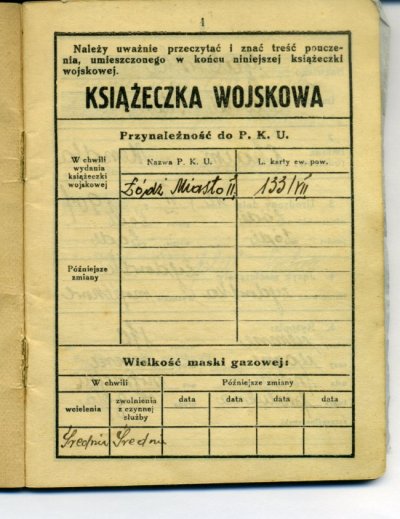 1
Należy uważnie przeczytać i znać treść poucze-
nia, umieszczonego w końcu niniejszej książeczki
wojskowej.
KSIĄŻECZKA WOJSKOWA
Przynależność do P. K. U.
W chwili
wydania
książeczki
wojskowej
Nazwa P. K. U.
L. karty ew. pow.
Łódź Miasto II
133/VII
Późniejsze
zmiany
Wielkość maski gazowej:
W chwili
Późniejsze zmiany
wcielenia
zwolnienia
z czynnej
służby
data
data
data
data
Średnia
Średnia